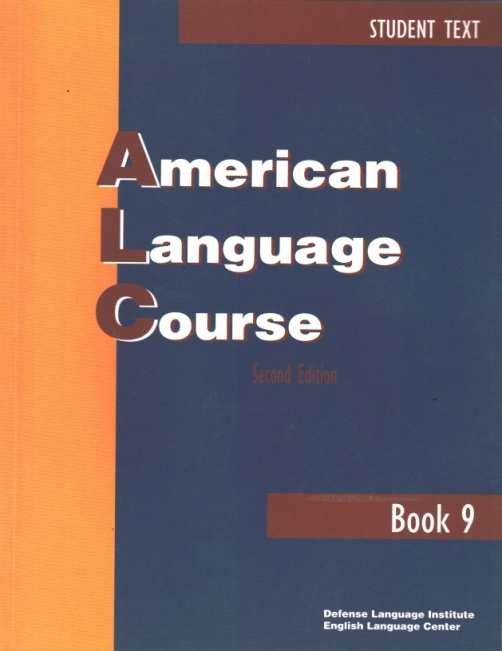 STUDENT TEXT
American
Language
Course
Second Edition
Book 9
Defense Language Institute
English Language Center